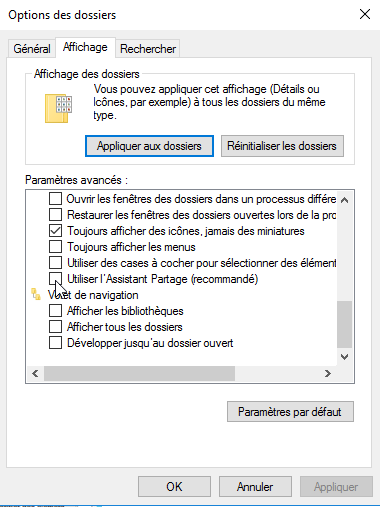 Options des dossiers
Général Affichage Rechercher
Affichage des dossiers
Vous pouvez appliquer cet affichage (Détails ou
Icônes, par exemple) à tous les dossiers du même
type.
Appliquer aux dossiers Réinitialiser les dossiers
Paramètres avancés :
Ouvrir les fenêtres des dossiers dans un processus différe
Restaurer les fenêtres des dossiers ouvertes lors de la pro
Toujours afficher des icônes, jamais des miniatures
Toujours afficher les menus
Utiliser des cases à cocher pour sélectionner des élément
Utiliser l'Assistant Partage (recommandé)
Volet de navigation
Afficher les bibliothèques
Afficher tous les dossiers
Développer jusqu'au dossier ouvert
Paramètres par défaut
OK Annuler Appliquer